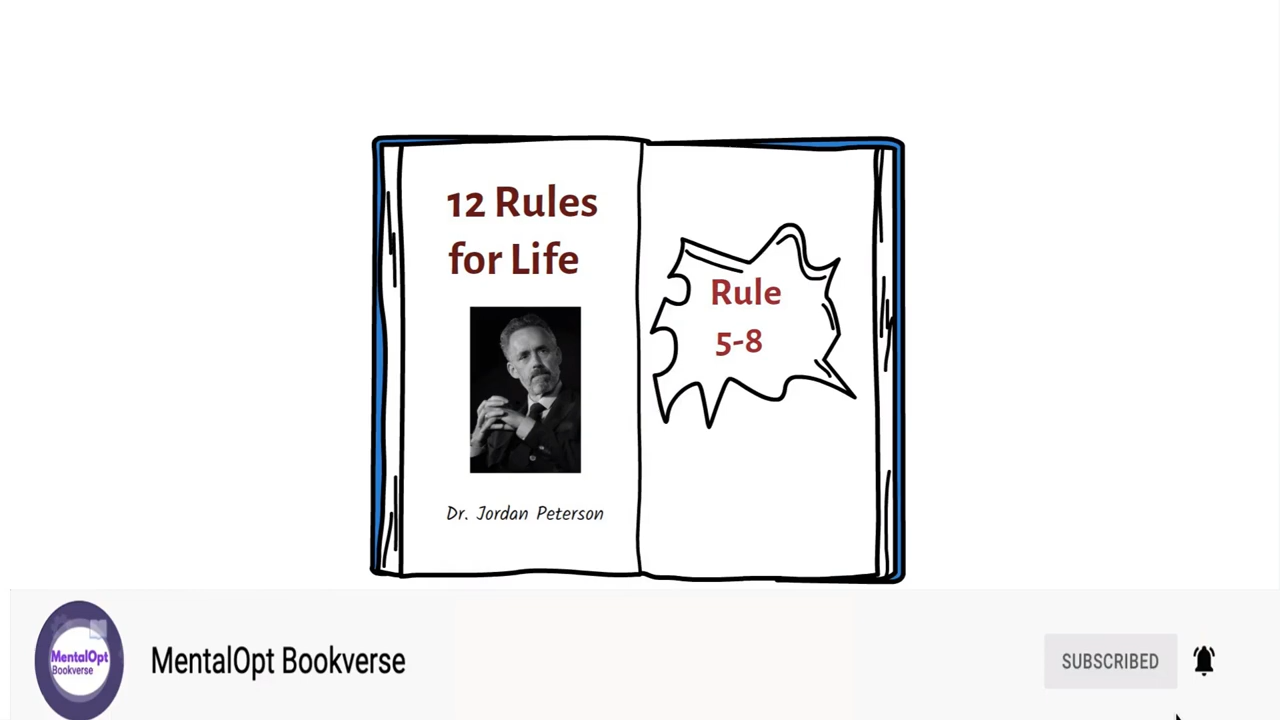 12 Rules
for Life
Dr. Jordan Peterson
Rule
5-8
MentalOpt
Bookverse
MentalOpt Bookverse
SUBSCRIBED